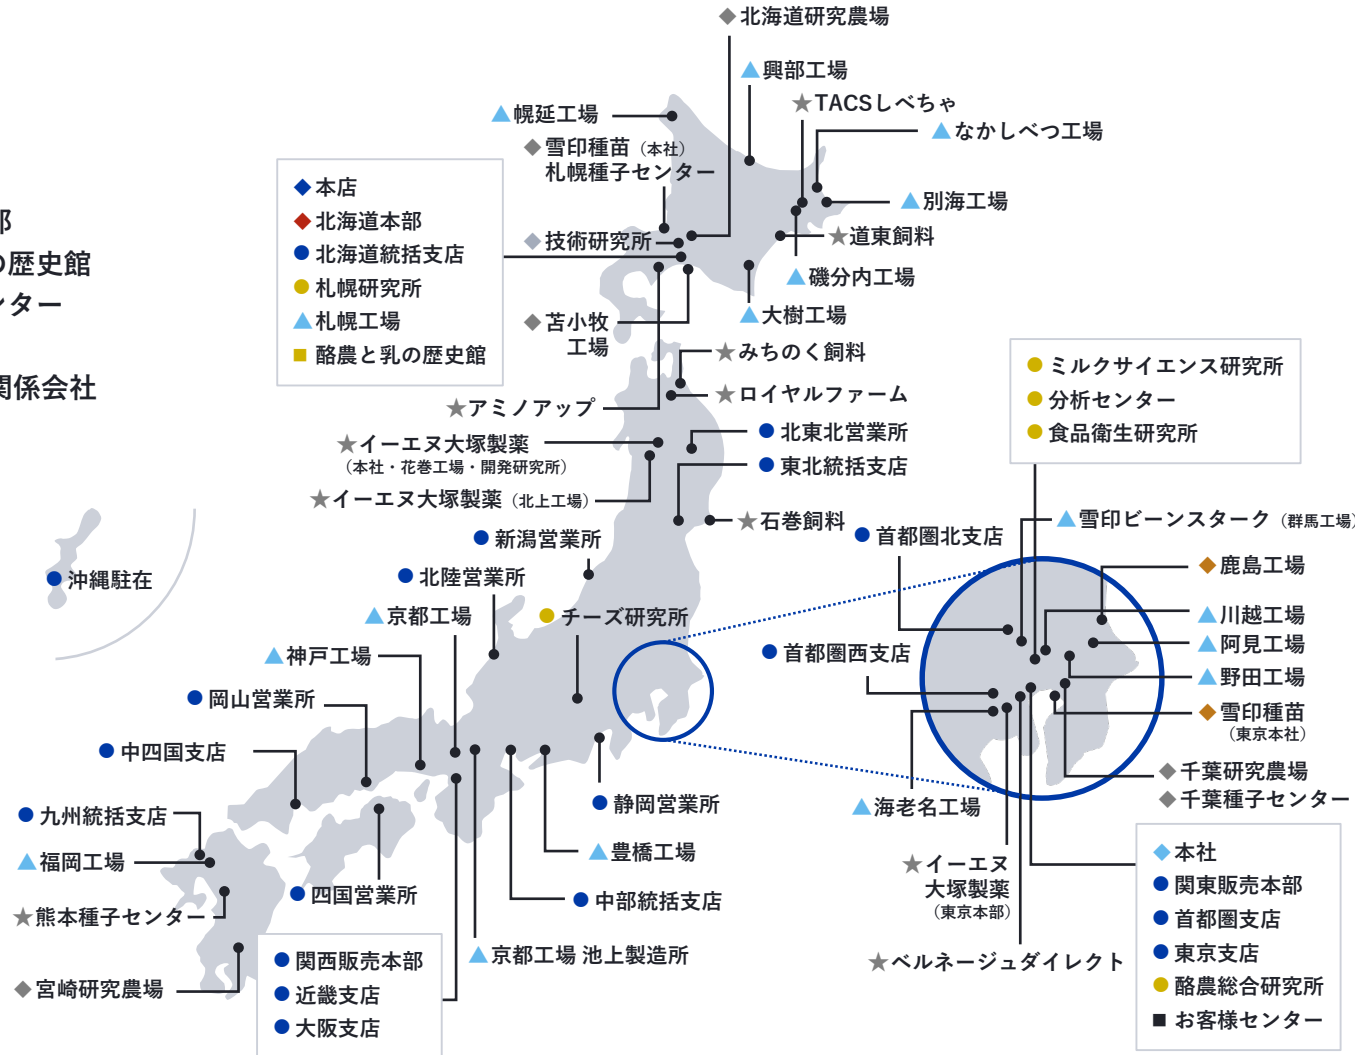 北海道研究農場
興部工場
TACSしべちゃ
幌延工場
なかしべつ工場
雪印種苗（本社）
札幌種子センター
本店
北海道本部
北海道統括支店
札幌研究所
札幌工場
酪農と乳の歴史館
部
の歴史館
ンター
関係会社
別海工場
技術研究所
道東飼料
磯分内工場
大樹工場
苫小牧
工場
みちのく飼料
ロイヤルファーム
アミノアップ
北東北営業所
イーエヌ大塚製薬
（本社・花巻工場・開発研究所）
東北統括支店
イーエヌ大塚製薬（北上工場）
石巻飼料
ミルクサイエンス研究所
分析センター
食品衛生研究所
雪印ビーンスターク（群馬工場）
首都圏北支店
新潟営業所
鹿島工場
北陸営業所
沖縄駐在
京都工場
チーズ研究所
川越工場
阿見工場
神戸工場
首都圏西支店
野田工場
岡山営業所
雪印種苗
（東京本社）
中四国支店
千葉研究農場
千葉種子センター
静岡営業所
海老名工場
九州統括支店
福岡工場
豊橋工場
イーエヌ
大塚製薬
（東京本部）
本社
関東販売本部
首都圏支店
東京支店
酪農総合研究所
お客様センター
四国営業所
中部統括支店
熊本種子センター
京都工場 池上製造所
ベルネージュダイレクト
関西販売本部
近畿支店
大阪支店
宮崎研究農場